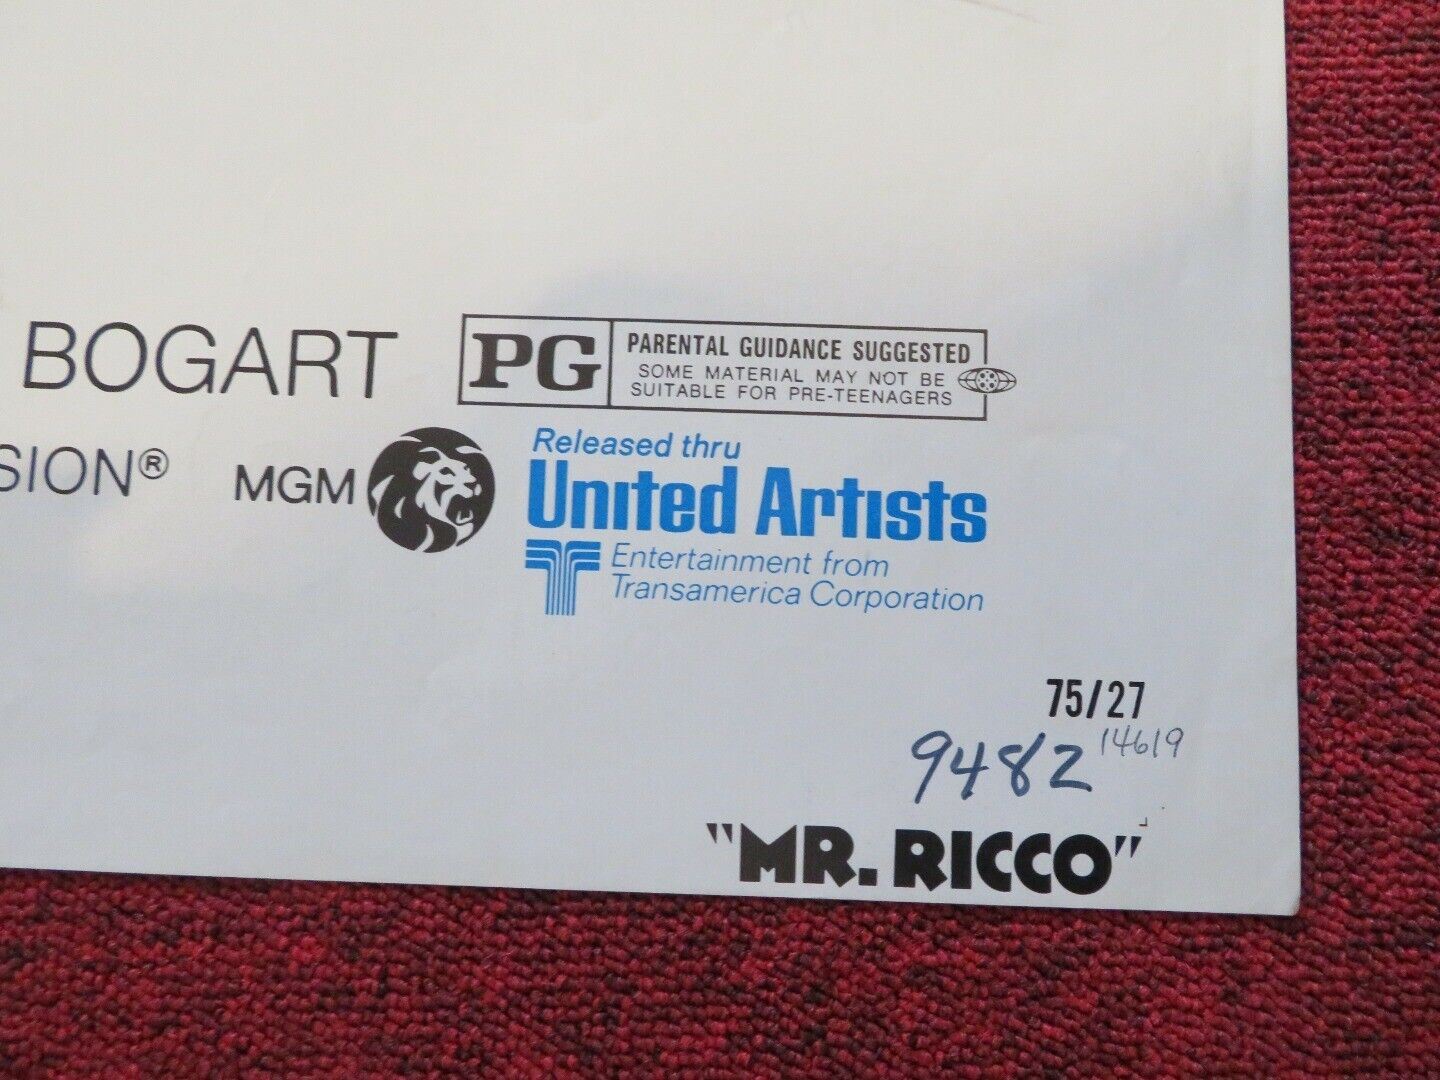 BOGART
PG
PARENTAL GUIDANCE SUGGESTED
SOME MATERIAL MAY NOT BE
SUITABLE FOR PRE-TEENAGERS
SION®
MGM
Released thru
United Artists
Entertainment from
Transamerica Corporation
75/27
9482
14619
"MR. RICCO"